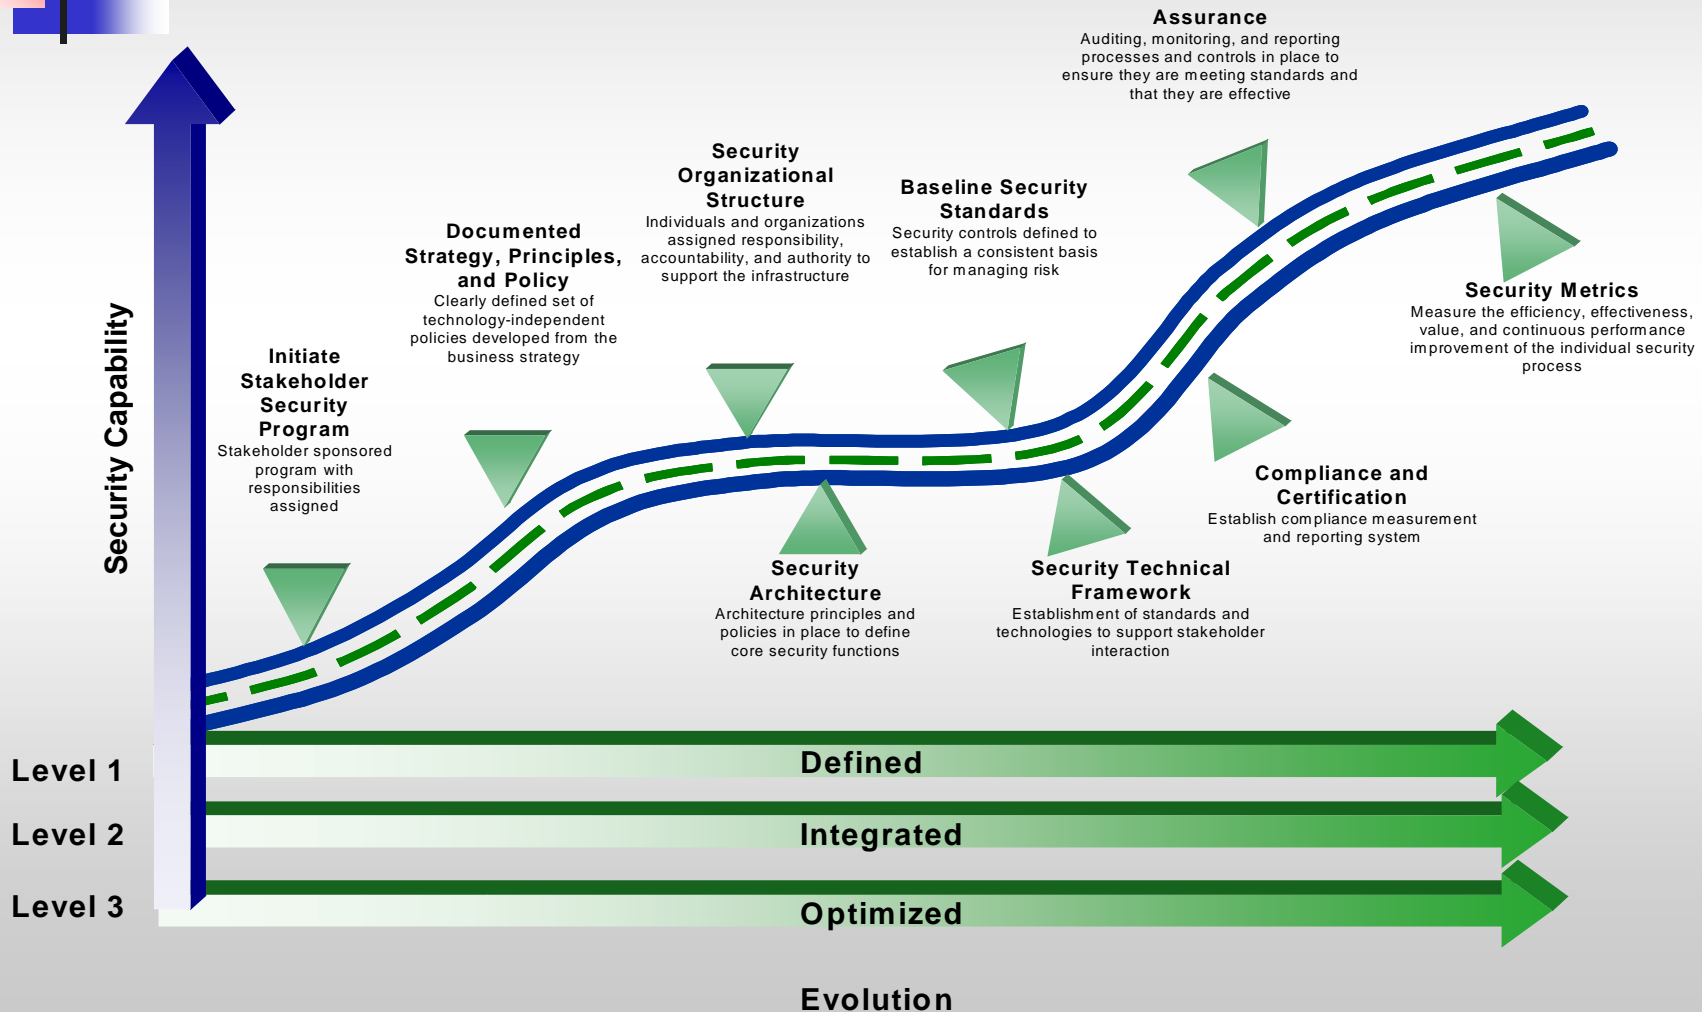 Assurance
Auditing, monitoring, and reporting
processes and controls in place to
ensure they are meeting standards and
that they are effective
Security
Organizational
Structure
Individuals and organizations
assigned responsibility,
accountability, and authority to
support the infrastructure
Baseline Security
Standards
Security controls defined to
establish a consistent basis
for managing risk
Documented
Strategy, Principles,
and Policy
Clearly defined set of
technology-independent
policies developed from the
business strategy
Security Metrics
Measure the efficiency, effectiveness,
value, and continuous performance
improvement of the individual security
process
Initiate
Stakeholder
Security
Program
Stakeholder sponsored
program with
responsibilities
assigned
Security Capability
Compliance and
Certification
Establish compliance measurement
and reporting system
Security
Architecture
Architecture principles and
policies in place to define
core security functions
Security Technical
Framework
Establishment of standards and
technologies to support stakeholder
interaction
Level 1
Defined
Level 2
Integrated
Level 3
Optimized
Evolution